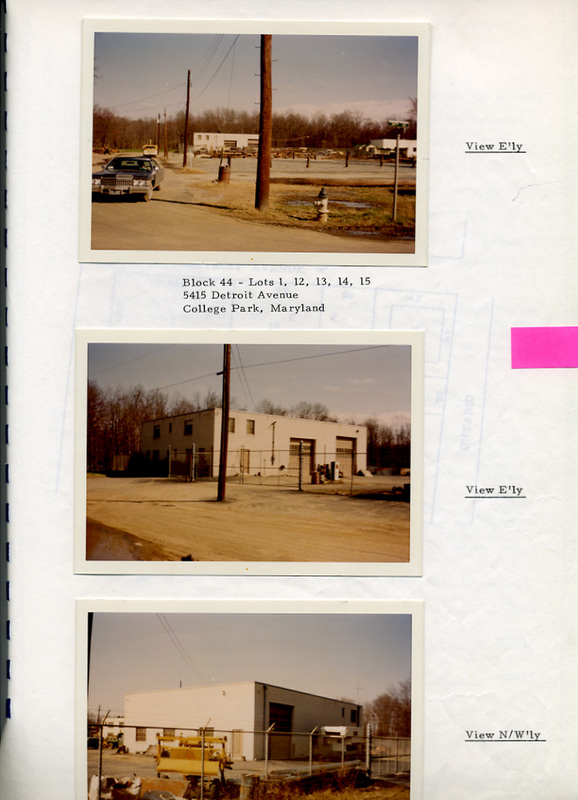 View E'ly
Block 44 - Lots 1, 12, 13, 14, 15
5415 Detroit Avenue
College Park, Maryland
View E'ly
View N/W'ly